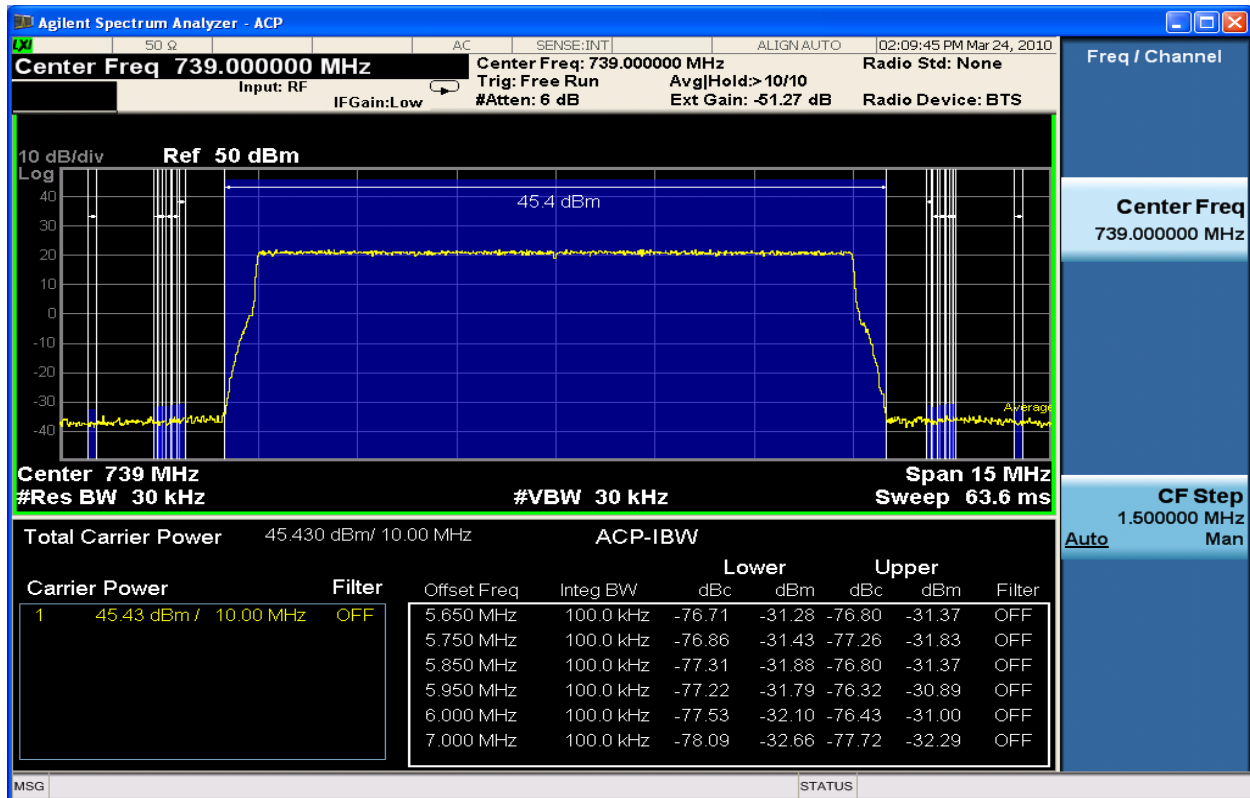 Agilent Spectrum Analyzer - ACP
LXI 50 Ω AC SENSE:INT ALIGN AUTO 02:09:45 PM Mar 24, 2010
Center Freq 739.000000 MHz
Input: RF
IFGain:Low
Center Freq: 739.000000 MHz
Trig: Free Run Avg|Hold:> 10/10
#Atten: 6 dB Ext Gain: -51.27 dB
Radio Std: None
Radio Device: BTS
Freq / Channel
10 dB/div Ref 50 dBm
Log
40
30
20
10
0
-10
-20
-30
-40
45.4 dBm
Average
Center Freq
739.000000 MHz
Center 739 MHz Span 15 MHz
#Res BW 30 kHz #VBW 30 kHz Sweep 63.6 ms
CF Step
1.500000 MHz
Auto Man
Total Carrier Power 45.430 dBm/ 10.00 MHz ACP-IBW
Carrier Power Filter
1 45.43 dBm / 10.00 MHz OFF
Lower Upper
Offset Freq Integ BW dBc dBm dBc dBm Filter
5.650 MHz 100.0 kHz -76.71 -31.28 -76.80 -31.37 OFF
5.750 MHz 100.0 kHz -76.86 -31.43 -77.26 -31.83 OFF
5.850 MHz 100.0 kHz -77.31 -31.88 -76.80 -31.37 OFF
5.950 MHz 100.0 kHz -77.22 -31.79 -76.32 -30.89 OFF
6.000 MHz 100.0 kHz -77.53 -32.10 -76.43 -31.00 OFF
7.000 MHz 100.0 kHz -78.09 -32.66 -77.72 -32.29 OFF
MSG STATUS